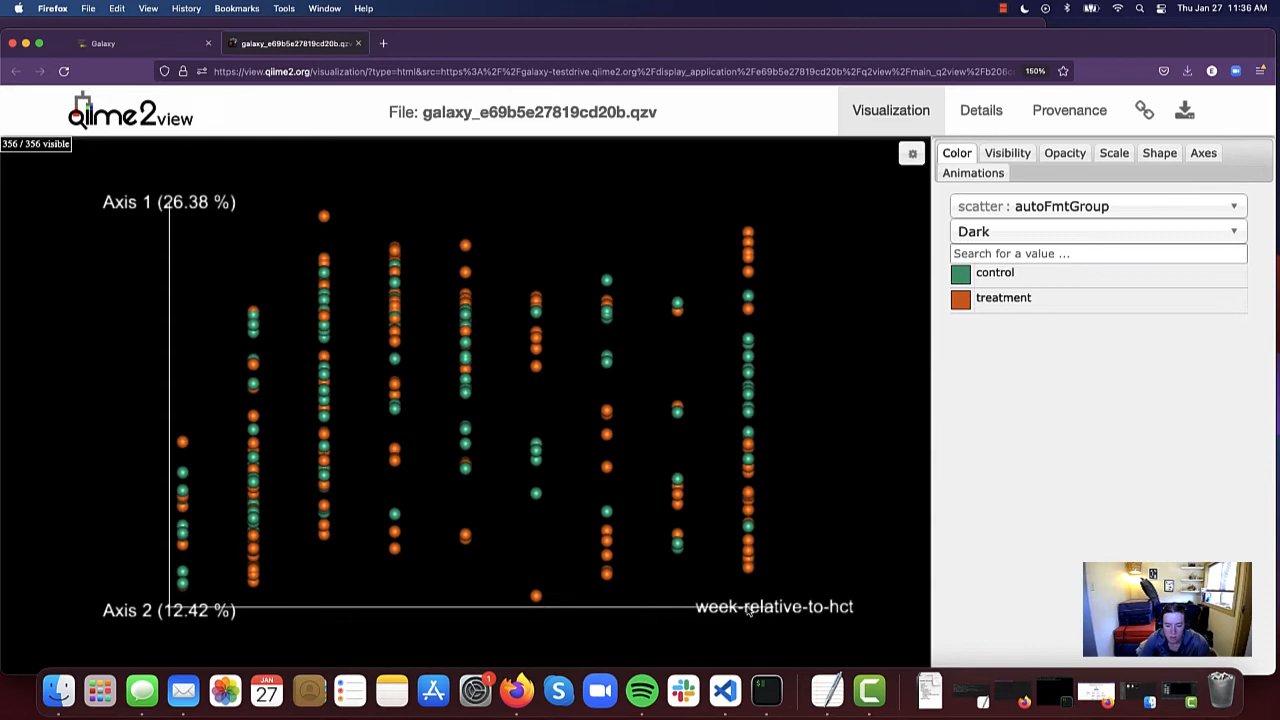 Firefox File Edit View History Bookmarks Tools Window Help Thu Jan 27 11:36 AM
Galaxy galaxy_e69b5e27819cd20b.qzv
https://view.qiime2.org/visualization/?type=html&src=https%3A%2F%2Fgalaxy-testdrive.qiime2.org%2Fdisplay_application%2Fe69b5e27819cd20b%2Fq2view%2Fmain_q2view%2Fb206c 150%
qiime2view File: galaxy_e69b5e27819cd20b.qzv Visualization Details Provenance
356 / 356 visible
Axis 1 (26.38 %)
Axis 2 (12.42 %)
week-relative-to-hct
Color Visibility Opacity Scale Shape Axes
Animations
scatter: autoFmtGroup
Dark
Search for a value ...
control
treatment
JAN
27
1